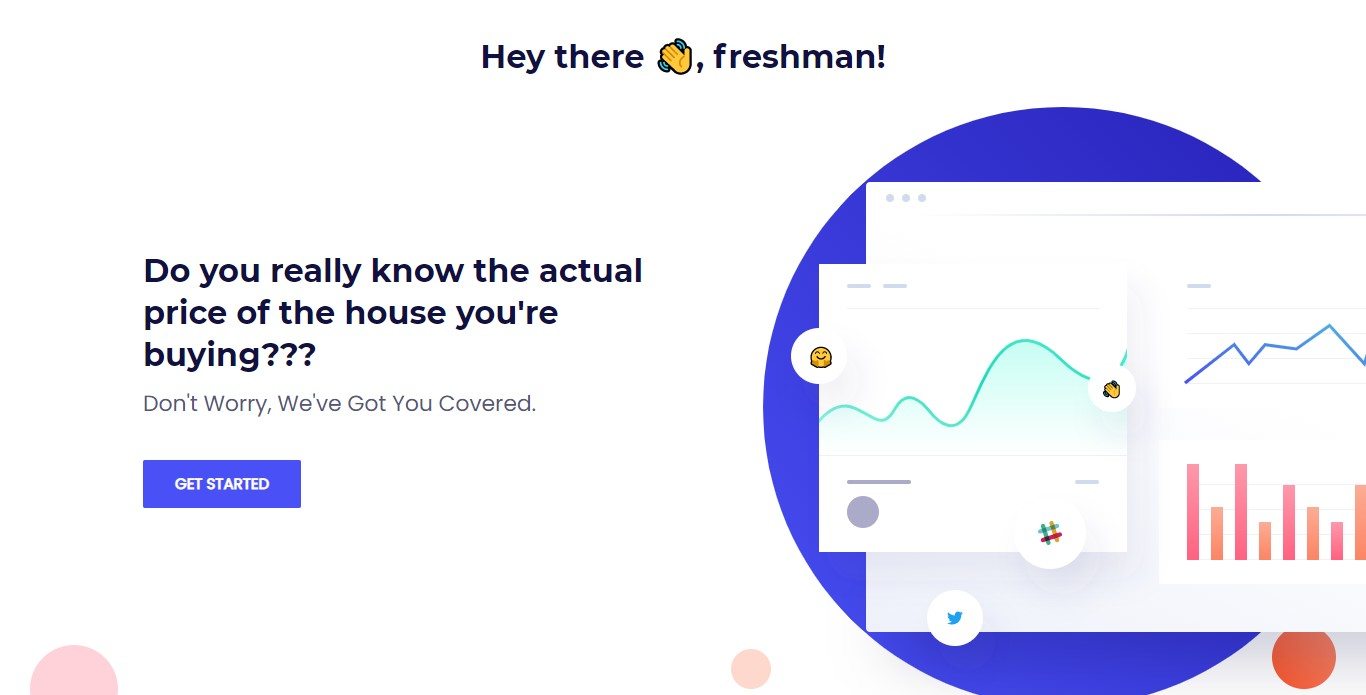 Hey there 👋, freshman!
Do you really know the actual
price of the house you're
buying???
Don't Worry, We've Got You Covered.
GET STARTED